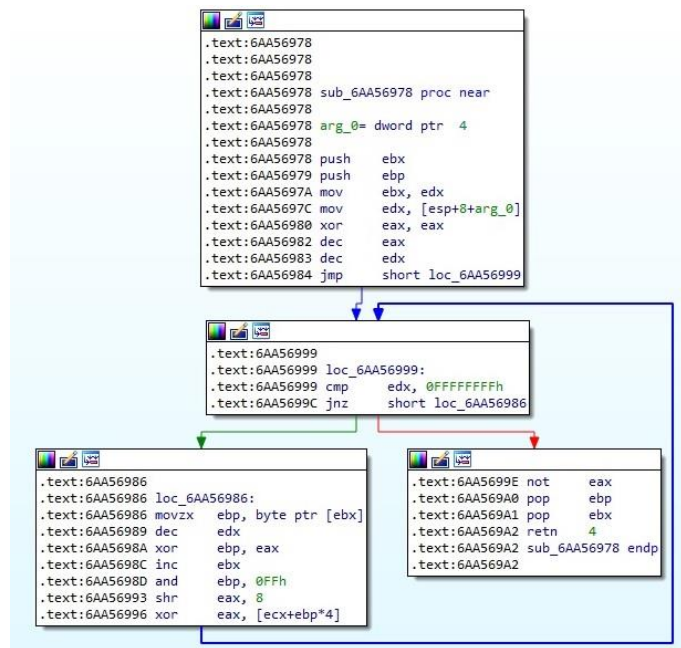 .text:6AA56978
.text:6AA56978
.text:6AA56978
.text:6AA56978 sub_6AA56978 proc near
.text:6AA56978
.text:6AA56978 arg_0= dword ptr  4
.text:6AA56978
.text:6AA56978 push    ebx
.text:6AA56979 push    ebp
.text:6AA5697A mov     ebx, edx
.text:6AA5697C mov     edx, [esp+8+arg_0]
.text:6AA56980 xor     eax, eax
.text:6AA56982 dec     eax
.text:6AA56983 dec     edx
.text:6AA56984 jmp     short loc_6AA56999
.text:6AA56999
.text:6AA56999 loc_6AA56999:
.text:6AA56999 cmp     edx, 0FFFFFFFFh
.text:6AA5699C jnz     short loc_6AA56986
.text:6AA56986
.text:6AA56986 loc_6AA56986:
.text:6AA56986 movzx   ebp, byte ptr [ebx]
.text:6AA56989 dec     edx
.text:6AA5698A xor     ebp, eax
.text:6AA5698C inc     ebx
.text:6AA5698D and     ebp, 0FFh
.text:6AA56993 shr     eax, 8
.text:6AA56996 xor     eax, [ecx+ebp*4]
.text:6AA5699E not     eax
.text:6AA569A0 pop     ebp
.text:6AA569A1 pop     ebx
.text:6AA569A2 retn    4
.text:6AA569A2 sub_6AA56978 endp
.text:6AA569A2